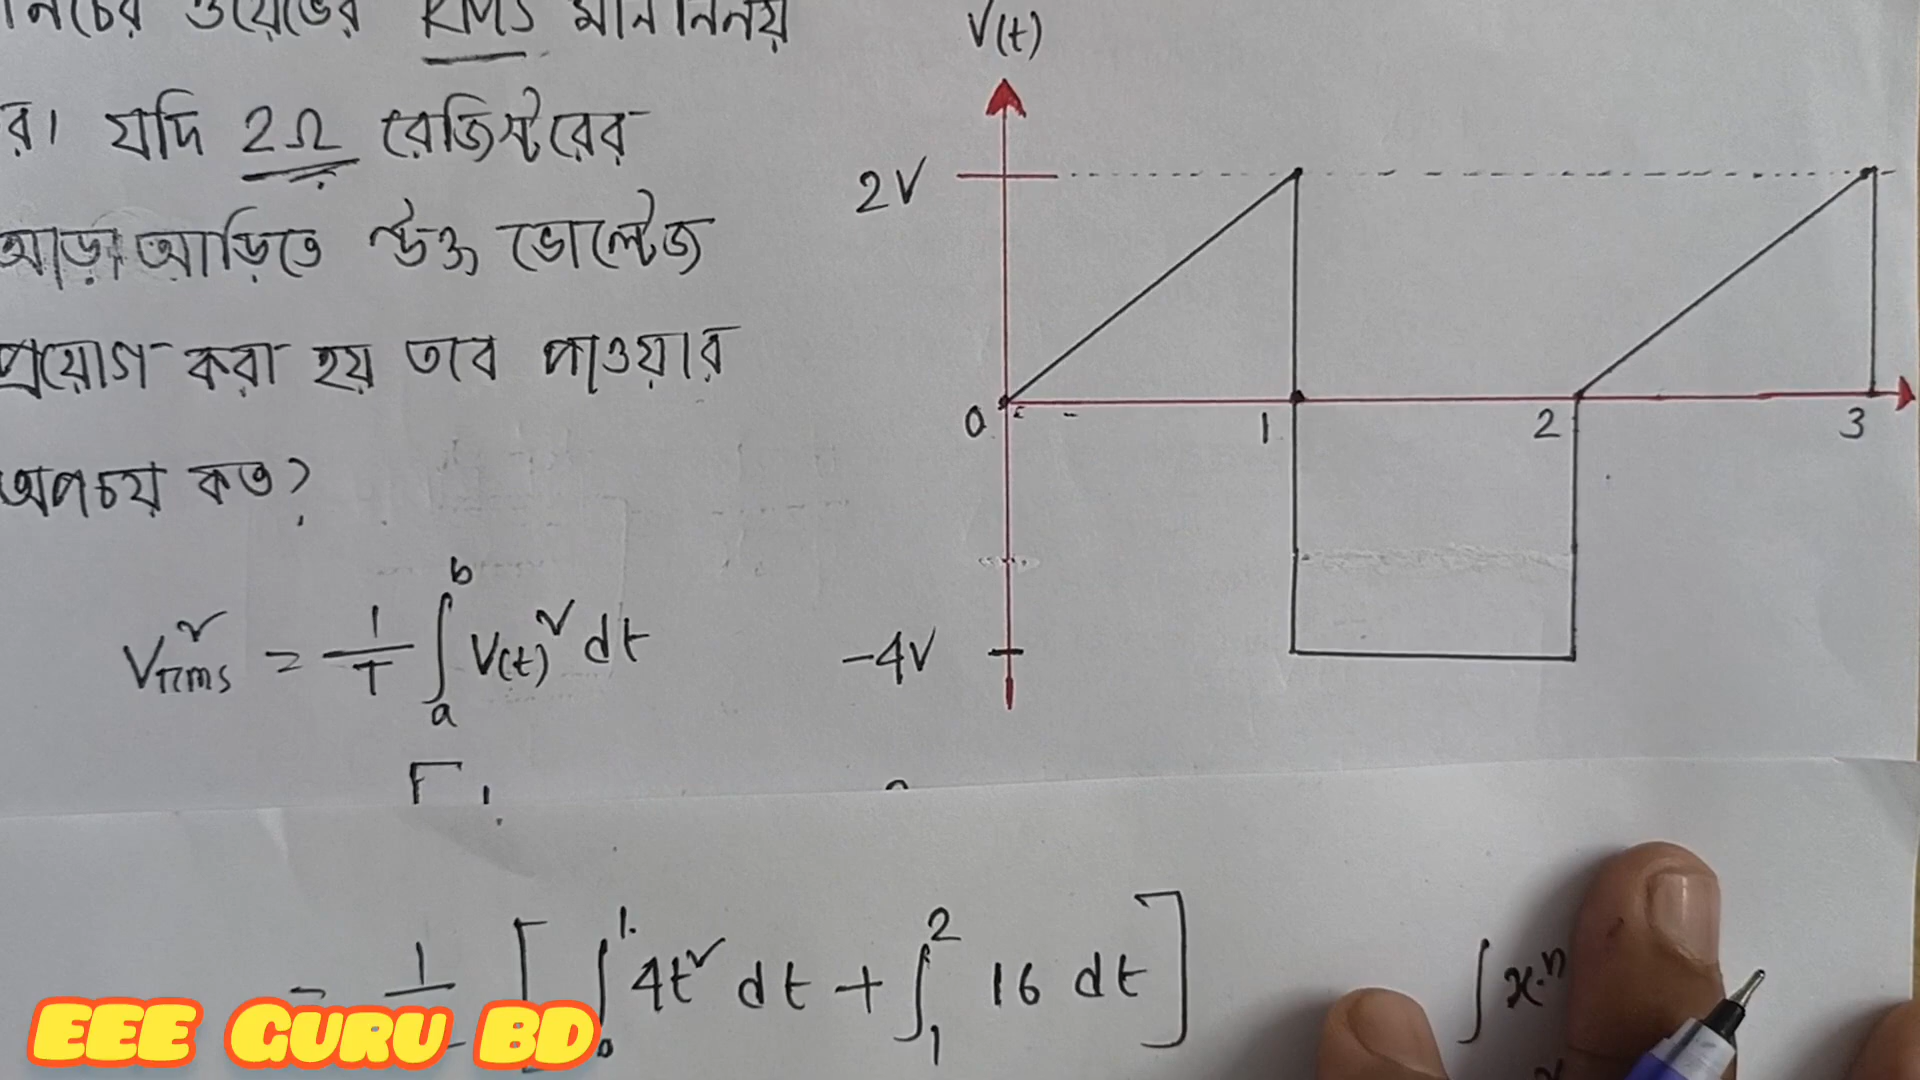 নিচের ওয়েভের RMS মান নির্ণয়
র। যদি 2Ω রেজিস্টরের
আড়াআড়িতে উক্ত ভোল্টেজ
প্রয়োগ করা হয় তবে পাওয়ার
অপচয় কত?
V(t)
2V
0 1 2 3
-4V
V²rms = 1/T ∫ₐᵇ V(t)² dt
= 1 [ ∫₀¹ 4t² dt + ∫₁² 16 dt ]
∫ xⁿ
EEE GURU BD